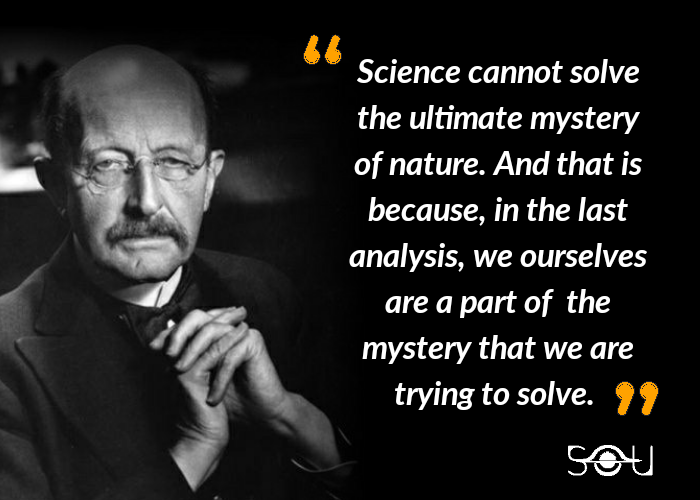 “ Science cannot solve
the ultimate mystery
of nature. And that is
because, in the last
analysis, we ourselves
are a part of the
mystery that we are
trying to solve. ”
SOU